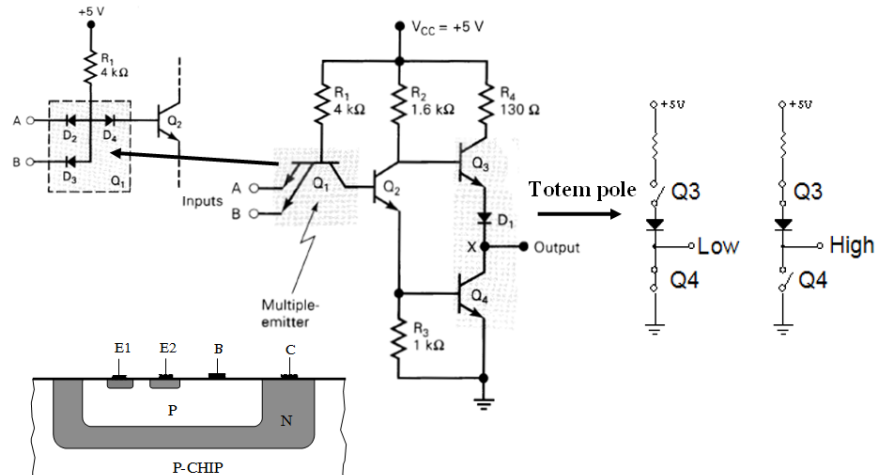 +5 V
R1
4 kΩ
A
D2
D4
Q2
B
D3
Q1
VCC = +5 V
R1
4 kΩ
R2
1.6 kΩ
R4
130 Ω
Q3
A
B
Inputs
Q1
Q2
D1
X
Output
Q4
R3
1 kΩ
Multiple-
emitter
Totem pole
+5V
Q3
Low
Q4
+5V
Q3
High
Q4
E1
E2
B
C
P
N
P-CHIP